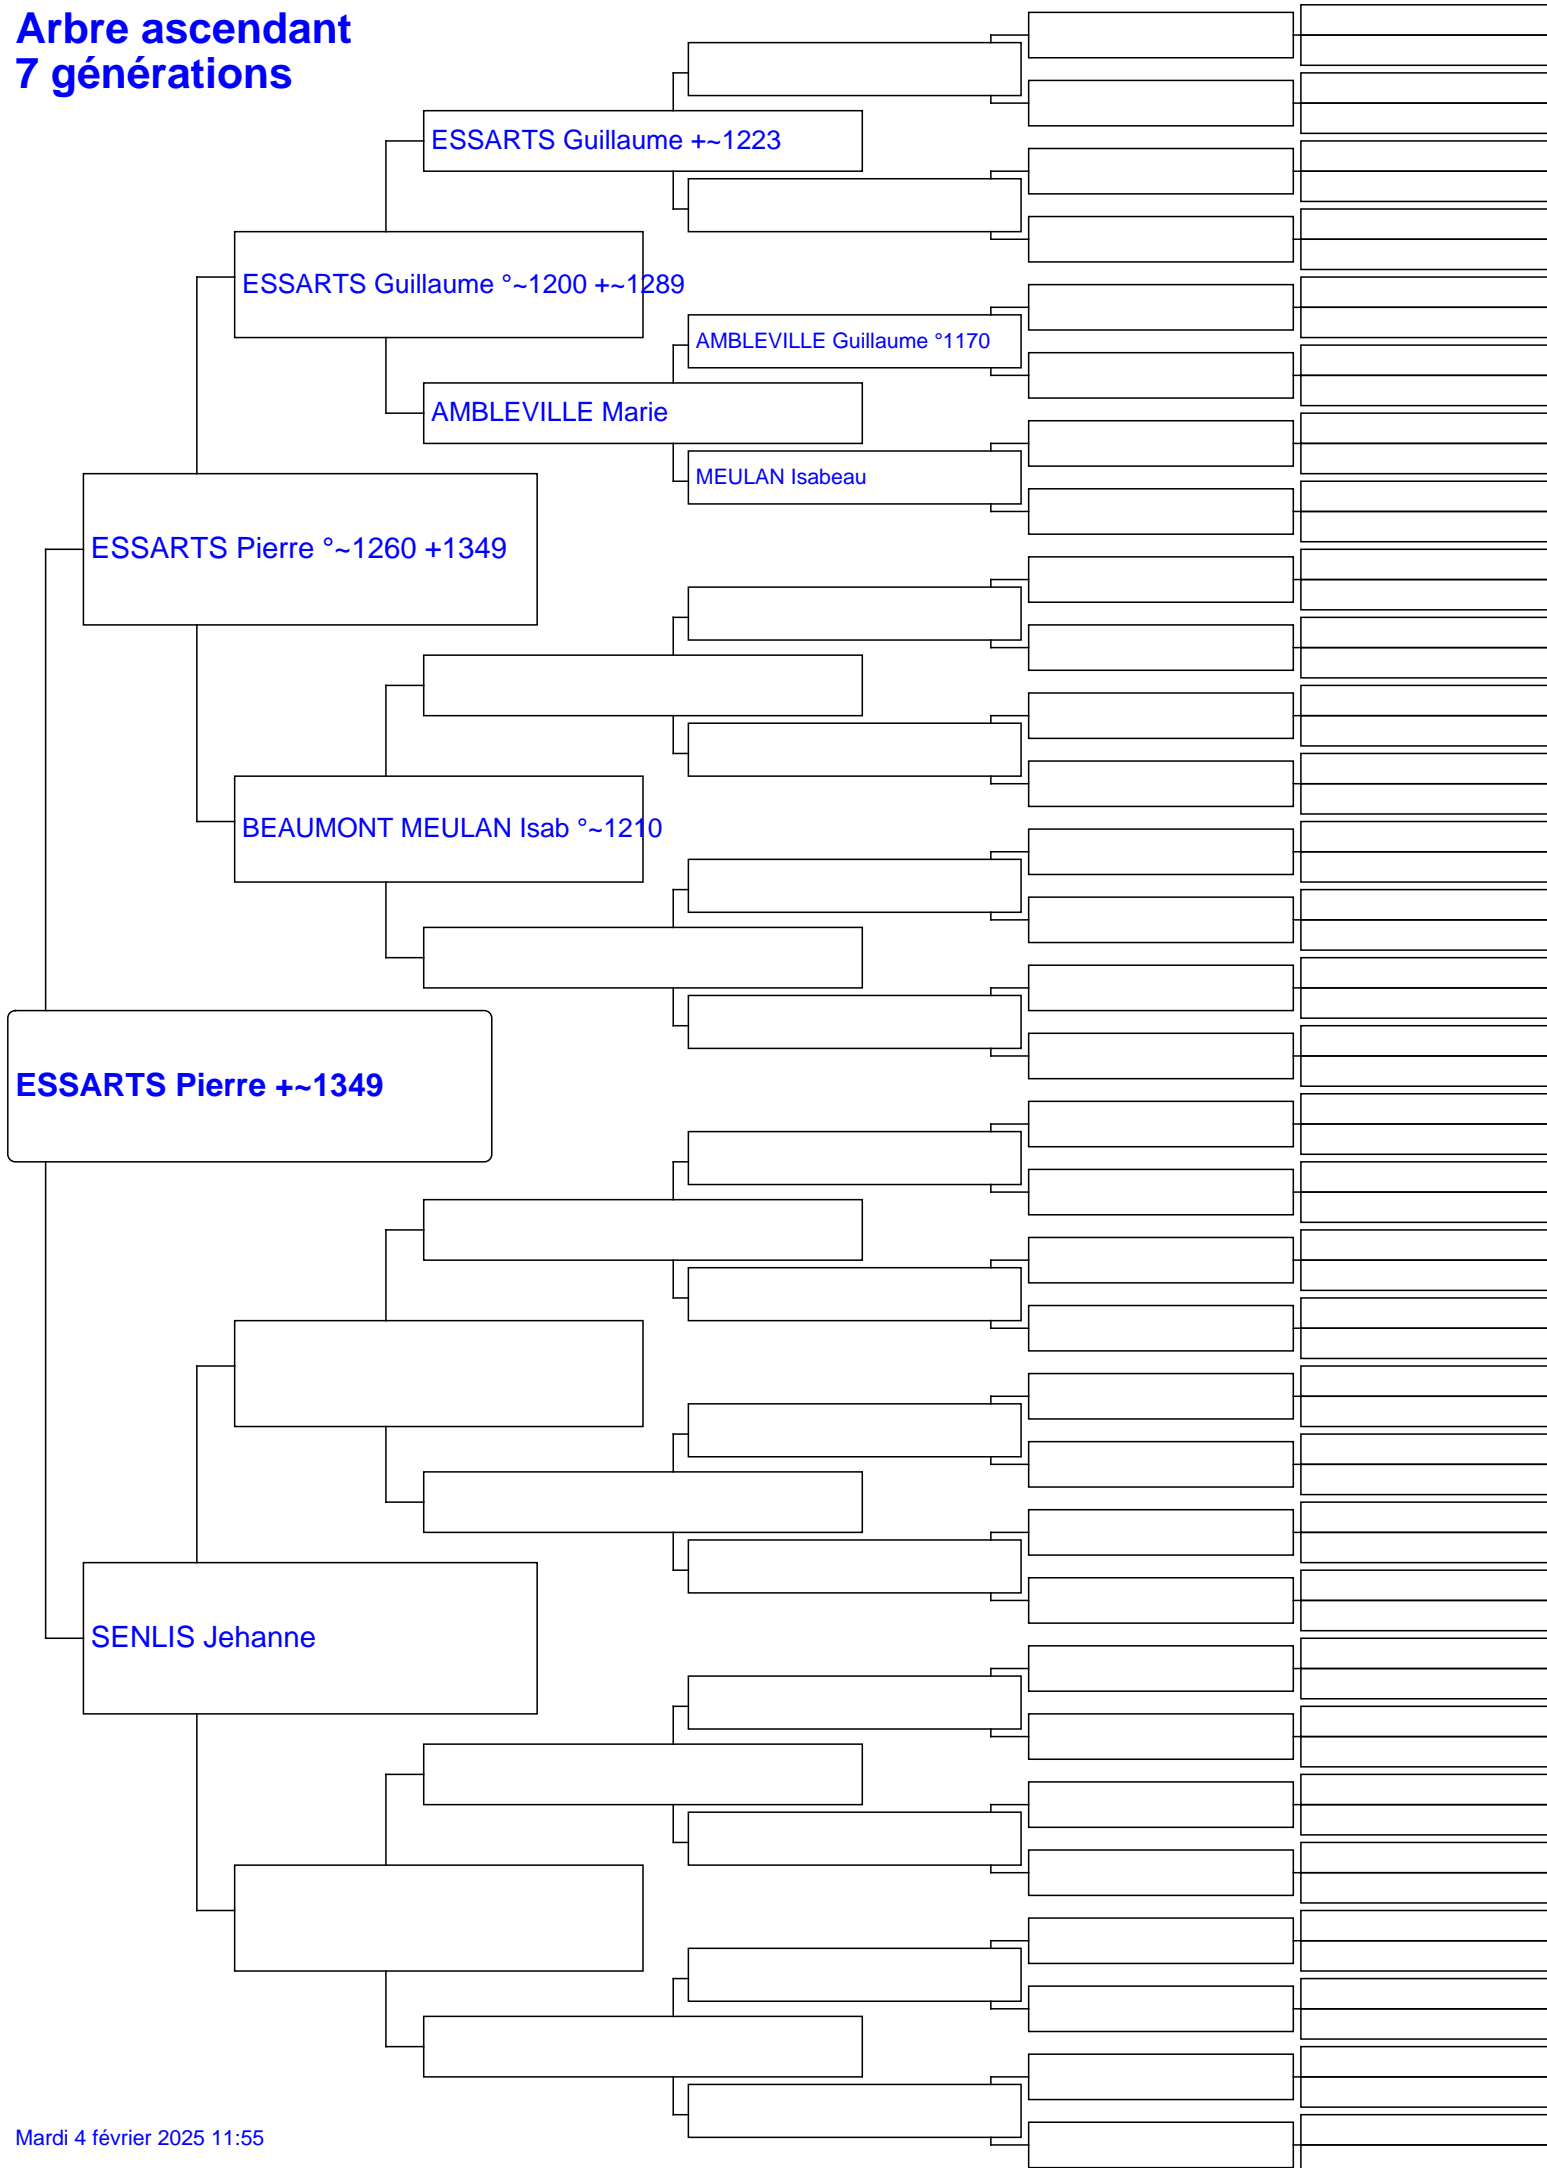 Arbre ascendant
7 générations
ESSARTS Guillaume +~1223
ESSARTS Guillaume °~1200 +~1289
AMBLEVILLE Guillaume °1170
AMBLEVILLE Marie
MEULAN Isabeau
ESSARTS Pierre °~1260 +1349
BEAUMONT MEULAN Isab °~1210
ESSARTS Pierre +~1349
SENLIS Jehanne
Mardi 4 février 2025 11:55